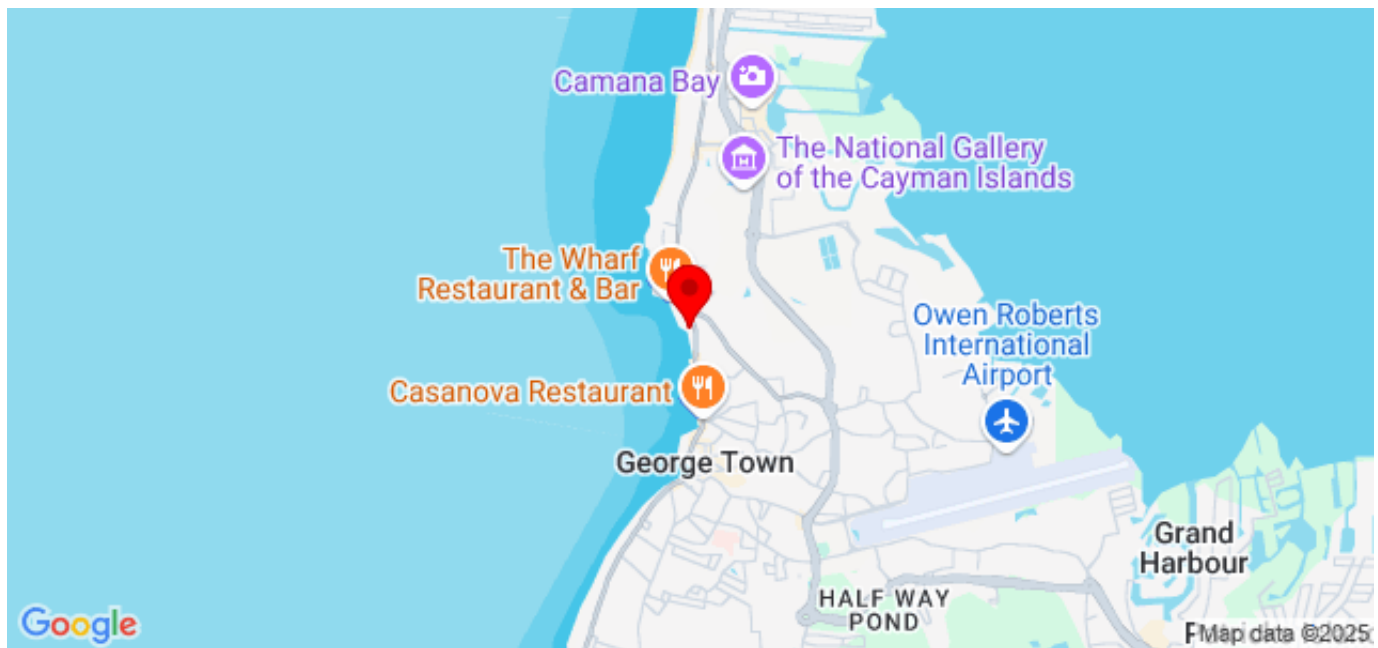 Camana Bay
The National Gallery
of the Cayman Islands
The Wharf
Restaurant & Bar
Owen Roberts
International
Airport
Casanova Restaurant
George Town
Grand
Harbour
HALF WAY
POND
Google
Map data ©2025